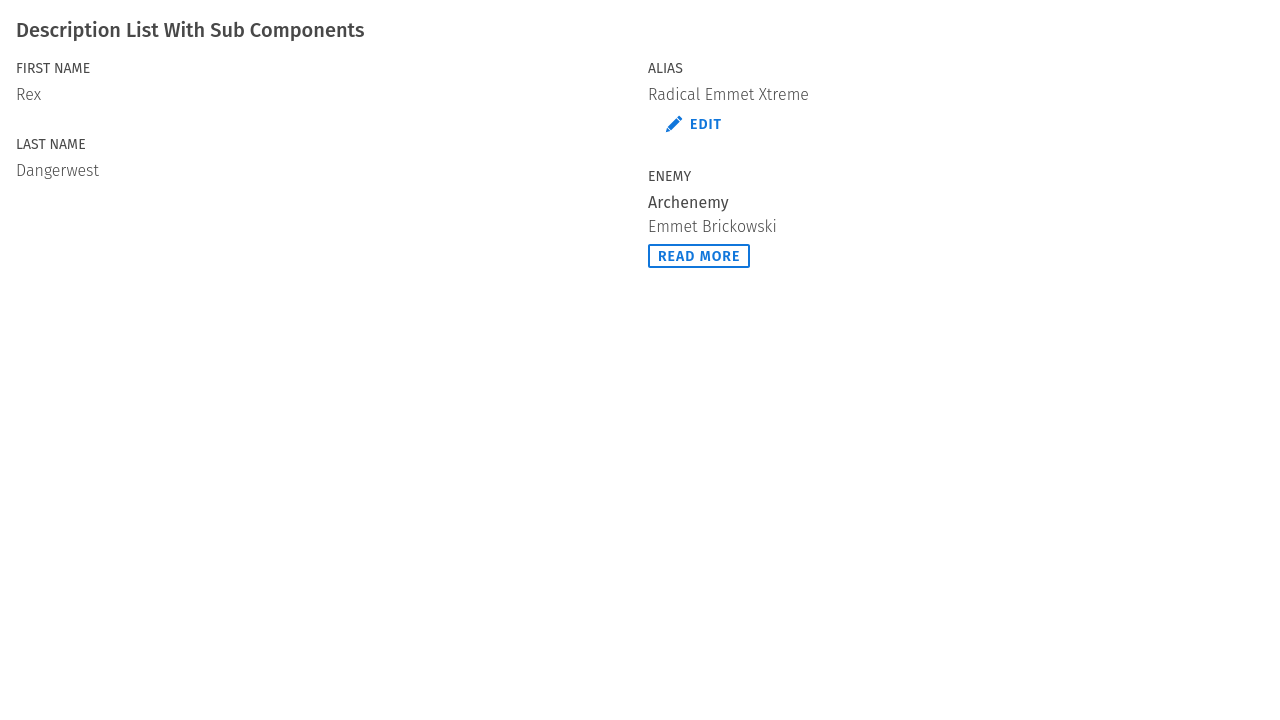 Description List With Sub Components
FIRST NAME
Rex
LAST NAME
Dangerwest
ALIAS
Radical Emmet Xtreme
EDIT
ENEMY
Archenemy
Emmet Brickowski
READ MORE